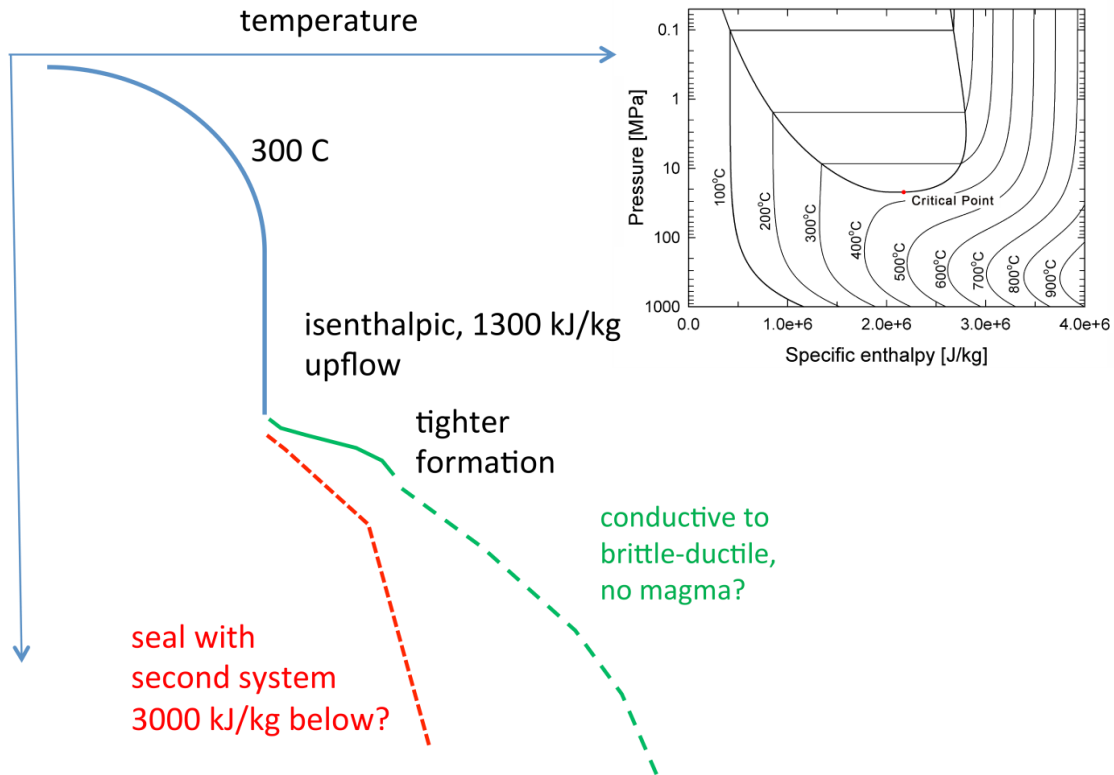 temperature
300 C
isenthalpic, 1300 kJ/kg
upflow
tighter
formation
conductive to
brittle-ductile,
no magma?
seal with
second system
3000 kJ/kg below?
Pressure [MPa]
0.1
1
10
100
1000
100°C
200°C
300°C
400°C
500°C
600°C
700°C
800°C
900°C
Critical Point
0.0
1.0e+6
2.0e+6
3.0e+6
4.0e+6
Specific enthalpy [J/kg]